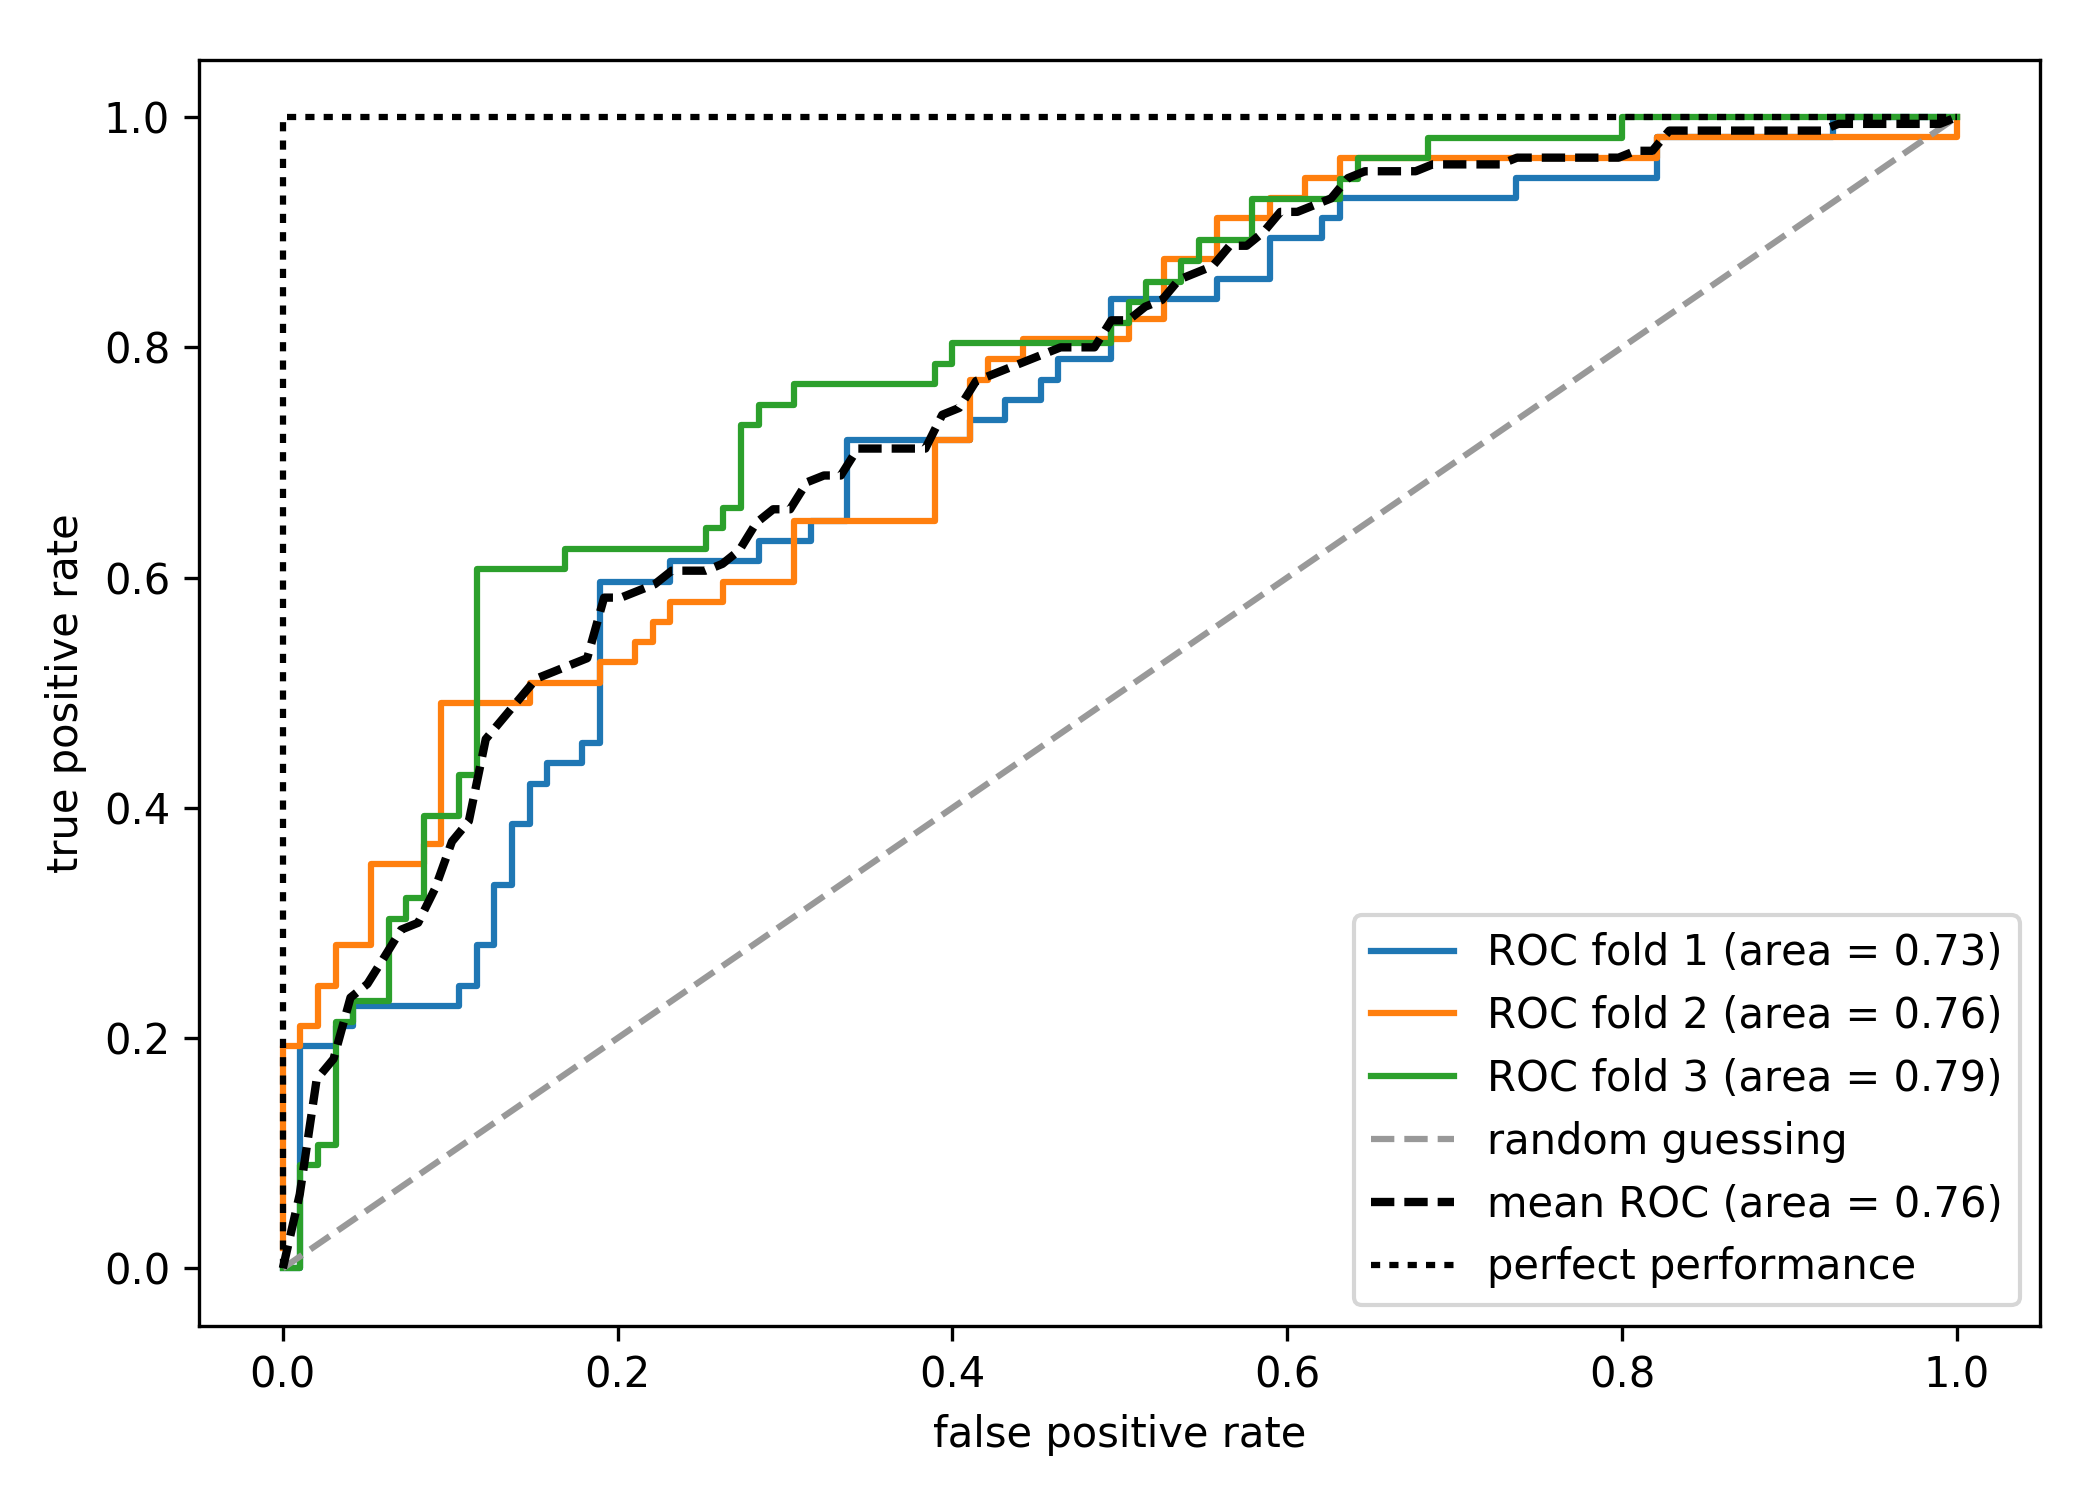 1.0
0.8
0.6
0.4
0.2
0.0
true positive rate
ROC fold 1 (area = 0.73)
ROC fold 2 (area = 0.76)
ROC fold 3 (area = 0.79)
random guessing
mean ROC (area = 0.76)
perfect performance
0.0 0.2 0.4 0.6 0.8 1.0
false positive rate